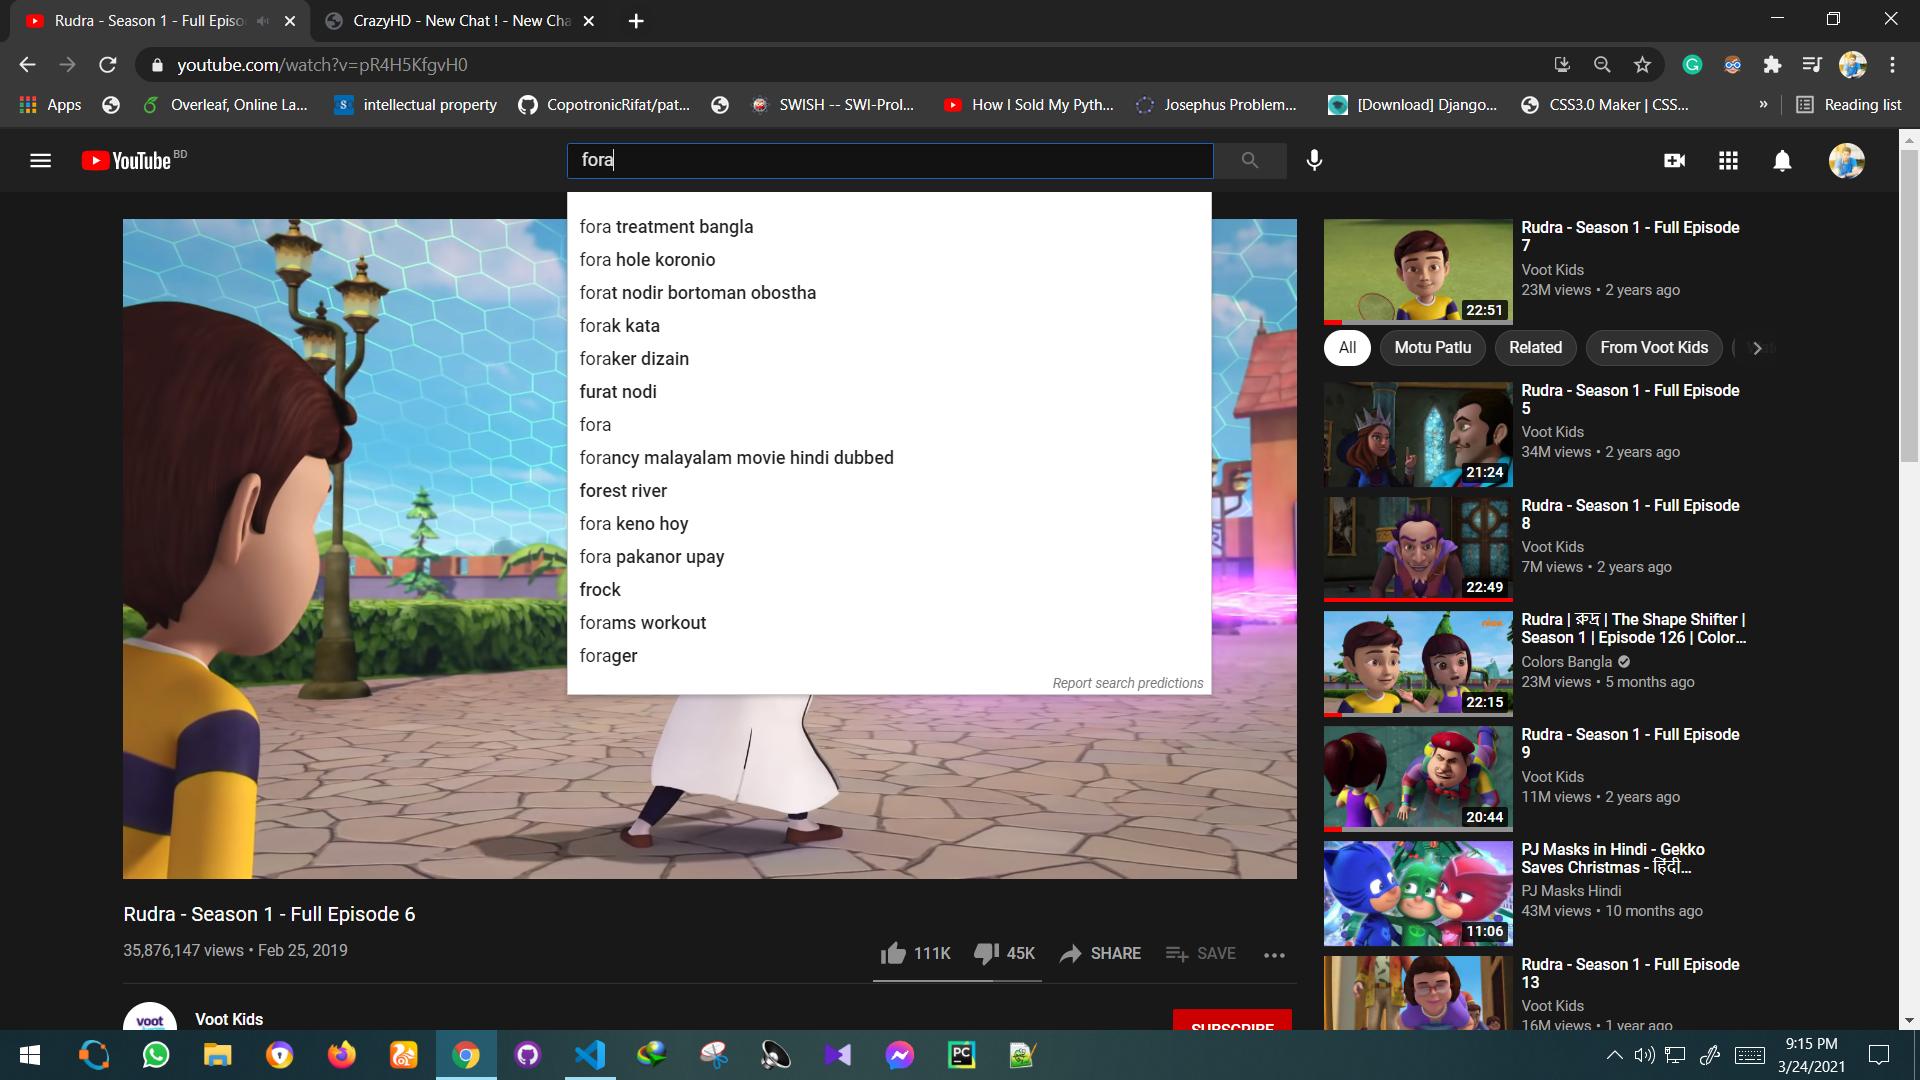 Rudra - Season 1 - Full Episo
CrazyHD - New Chat ! - New Cha
youtube.com/watch?v=pR4H5KfgvH0
Apps
Overleaf, Online La...
intellectual property
CopotronicRifat/pat...
SWISH -- SWI-Prol...
How I Sold My Pyth...
Josephus Problem...
[Download] Django...
CSS3.0 Maker | CSS...
»
Reading list
YouTube BD
fora
fora treatment bangla
fora hole koronio
forat nodir bortoman obostha
forak kata
foraker dizain
furat nodi
fora
forancy malayalam movie hindi dubbed
forest river
fora keno hoy
fora pakanor upay
frock
forams workout
forager
Report search predictions
Rudra - Season 1 - Full Episode 6
35,876,147 views • Feb 25, 2019
111K
45K
SHARE
SAVE
voot
Voot Kids
SUBSCRIBE
22:51
Rudra - Season 1 - Full Episode
7
Voot Kids
23M views • 2 years ago
All
Motu Patlu
Related
From Voot Kids
21:24
Rudra - Season 1 - Full Episode
5
Voot Kids
34M views • 2 years ago
22:49
Rudra - Season 1 - Full Episode
8
Voot Kids
7M views • 2 years ago
22:15
Rudra | রুদ্র | The Shape Shifter |
Season 1 | Episode 126 | Color...
Colors Bangla
23M views • 5 months ago
20:44
Rudra - Season 1 - Full Episode
9
Voot Kids
11M views • 2 years ago
11:06
PJ Masks in Hindi - Gekko
Saves Christmas - हिंदी...
PJ Masks Hindi
43M views • 10 months ago
Rudra - Season 1 - Full Episode
13
Voot Kids
16M views • 1 year ago
PC
9:15 PM
3/24/2021